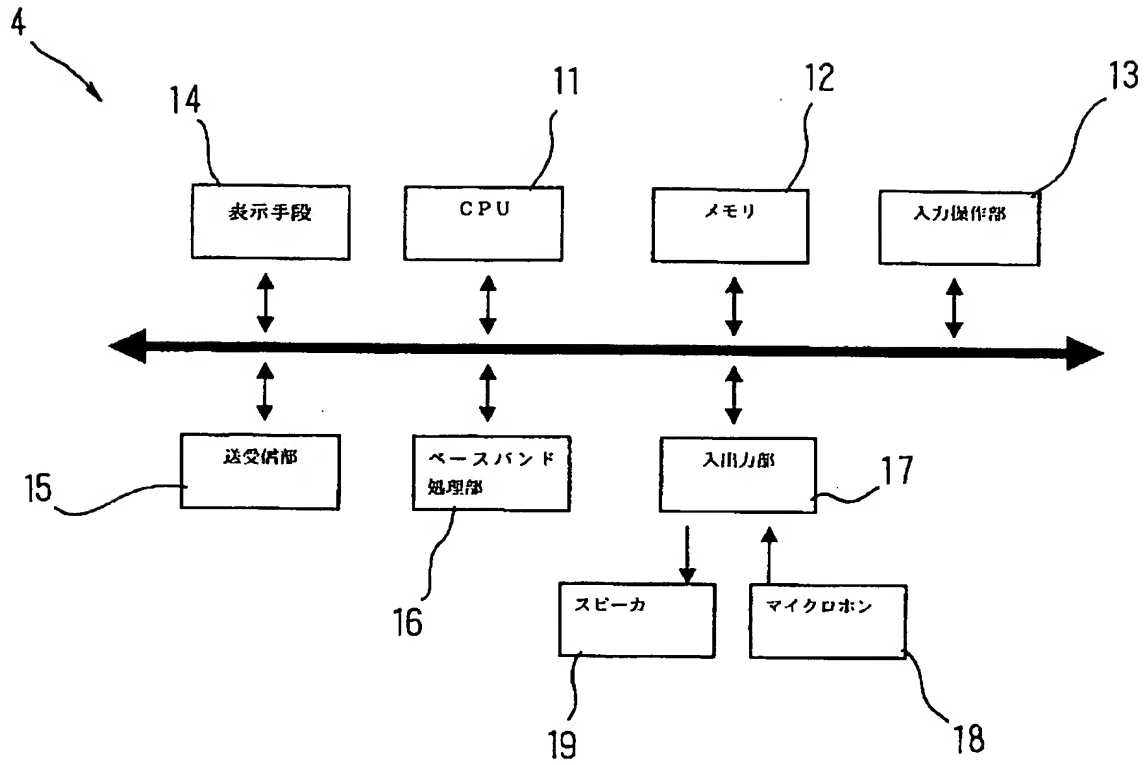 4
14
11
12
13
表示手段
CPU
メモリ
入力操作部
送受信部
ベースバンド
処理部
入出力部
15
16
17
スピーカ
マイクロホン
19
18